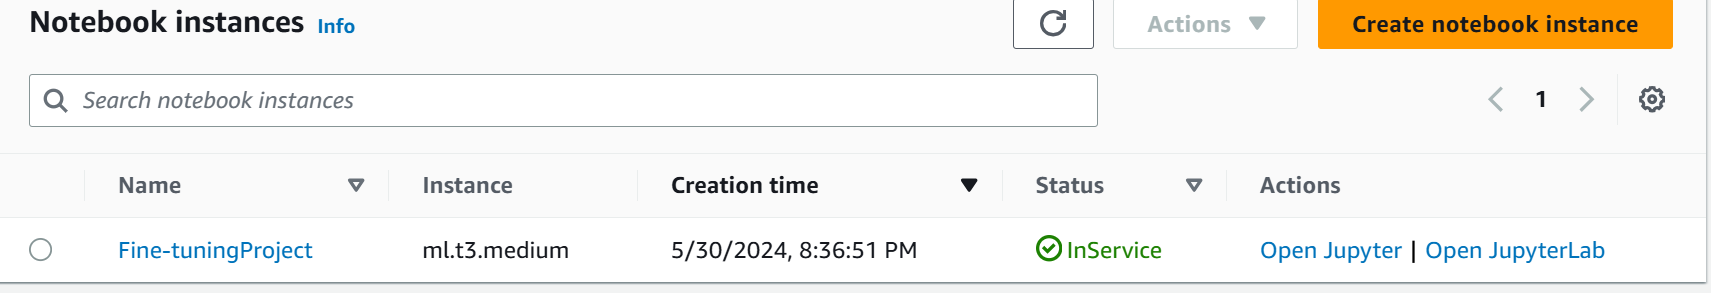 Notebook instances Info
Actions
Create notebook instance
Search notebook instances
1
Name Instance Creation time Status Actions
Fine-tuningProject ml.t3.medium 5/30/2024, 8:36:51 PM InService Open Jupyter | Open JupyterLab